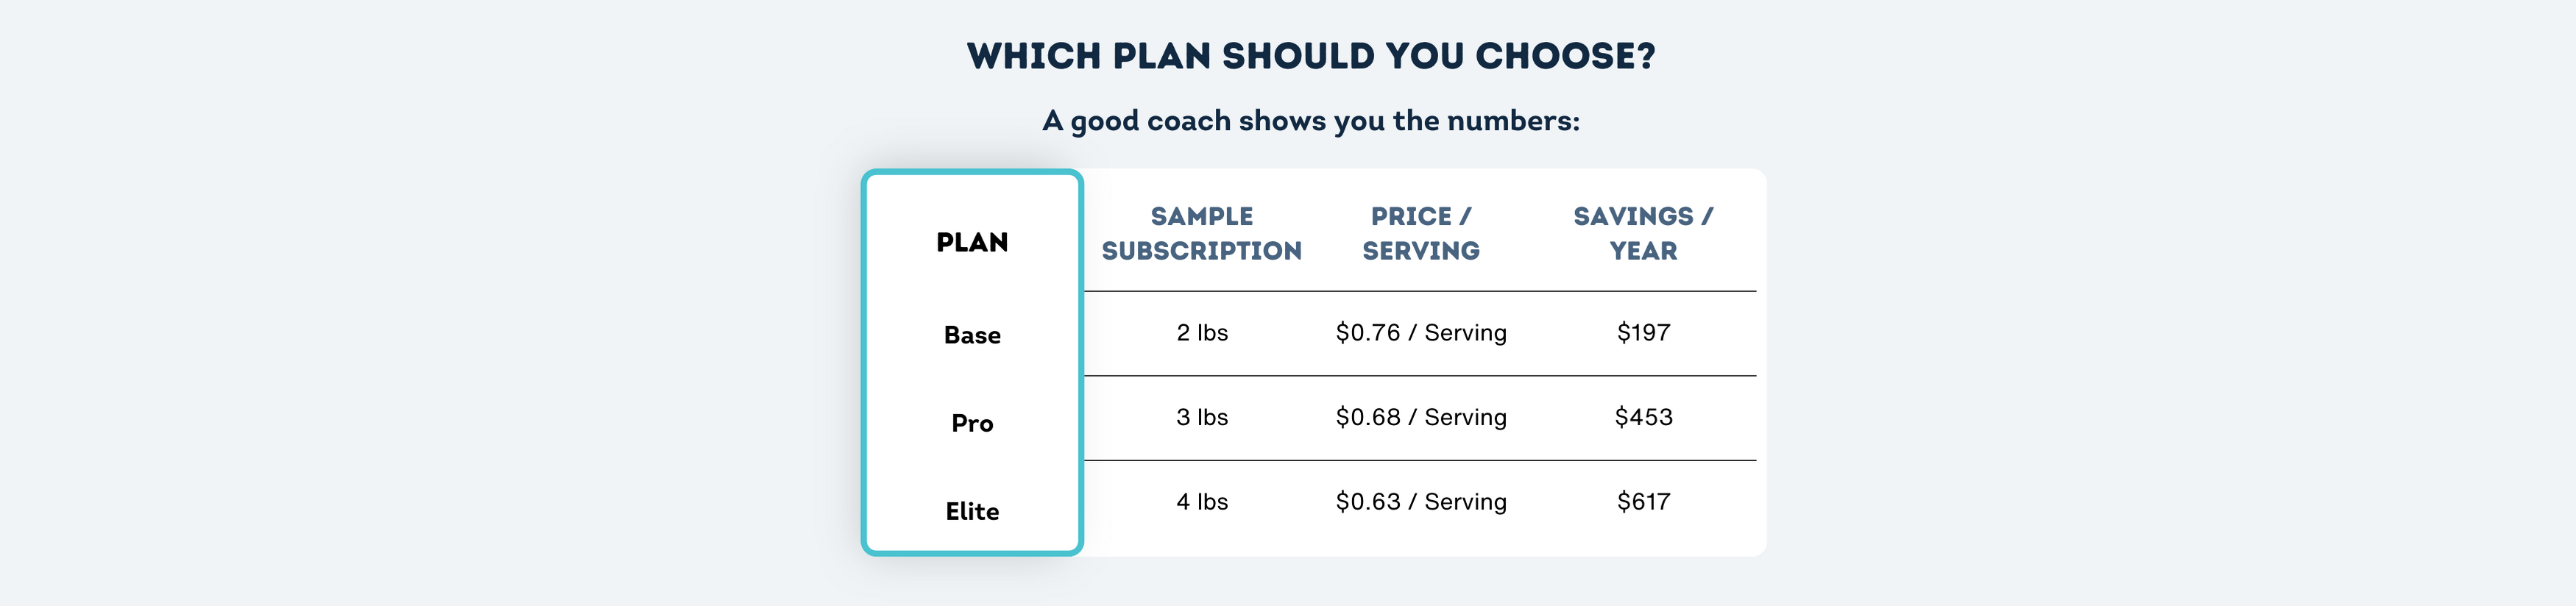 WHICH PLAN SHOULD YOU CHOOSE?
A good coach shows you the numbers:
PLAN
SAMPLE
SUBSCRIPTION
PRICE /
SERVING
SAVINGS /
YEAR
Base
2 lbs
$0.76 / Serving
$197
Pro
3 lbs
$0.68 / Serving
$453
Elite
4 lbs
$0.63 / Serving
$617